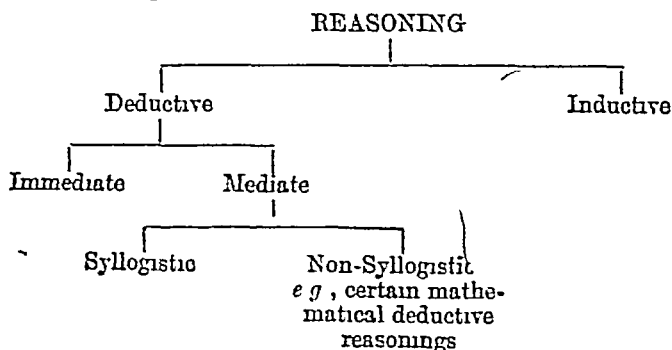 REASONING
Deductive
Inductive
Immediate
Mediate
Syllogistic
Non-Syllogistic
e g, certain mathe-
matical deductive
reasonings